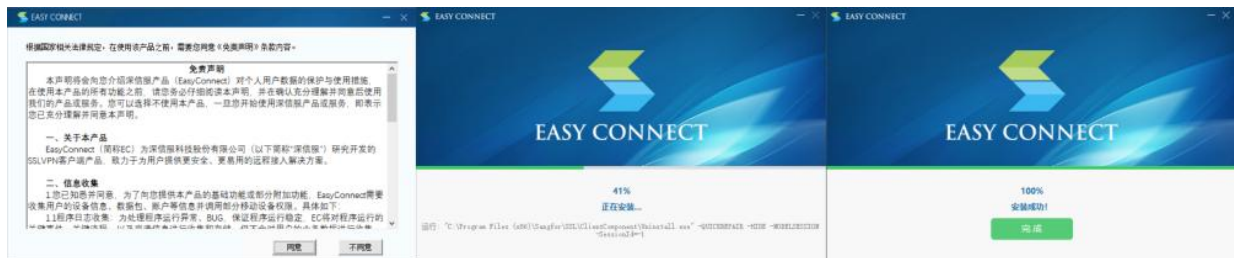 EASY CONNECT
根据国家相关法律规定，在使用该产品之前，需要您同意《免责声明》条款内容。
免责声明
本声明将会向您介绍深信服产品（EasyConnect）对个人用户数据的保护与使用措施，
在使用本产品的所有功能之前，请您务必仔细阅读本声明，并在确认充分理解并同意后使用
我们的产品或服务。您可以选择不使用本产品，一旦您开始使用深信服产品或服务，即表示
您已充分理解并同意本声明。
一、关于本产品
EasyConnect（简称EC）为深信服科技股份有限公司（以下简称“深信服”）研究开发的
SSLVPN客户端产品，致力于为用户提供更安全、更易用的远程接入解决方案。
二、信息收集
1.您已知悉并同意，为了向您提供本产品的基础功能或部分附加功能，EasyConnect需要
收集用户的设备信息、数据包、账户等信息并调用部分移动设备权限。具体如下：
1.1程序日志收集：为处理程序运行异常、BUG，保证程序运行稳定，EC将对程序运行的
同意
不同意
EASY CONNECT
EASY CONNECT
41%
正在安装...
运行: "C:\Program Files (x86)\Sangfor\SSL\ClientComponent\Uninstall.exe"
EASY CONNECT
EASY CONNECT
100%
安装成功!
完成